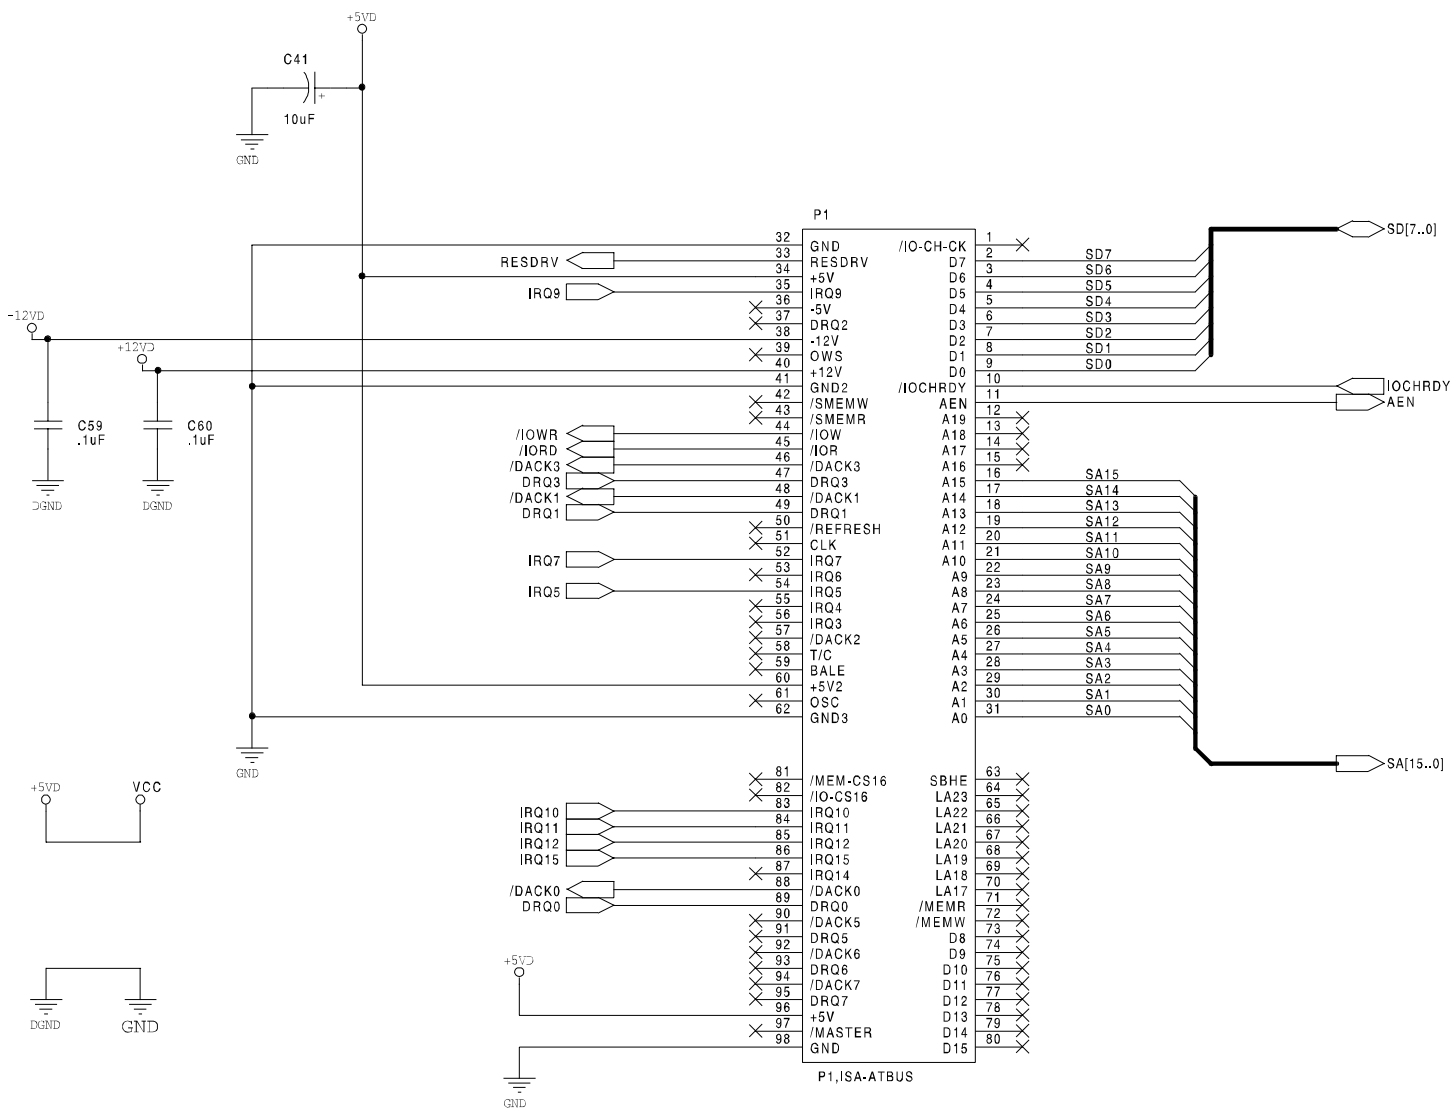 +5VD
C41
+
10uF
GND
P1
32 GND /IO-CH-CK 1
RESDRV 33 RESDRV D7 2 SD7
34 +5V D6 3 SD6
IRQ9 35 IRQ9 D5 4 SD5
36 -5V D4 5 SD4
37 DRQ2 D3 6 SD3
38 -12V D2 7 SD2
39 OWS D1 8 SD1
40 +12V D0 9 SD0
41 GND2 /IOCHRDY 10 IOCHRDY
42 /SMEMW AEN 11 AEN
43 /SMEMR A19 12
/IOWR 44 /IOW A18 13
/IORD 45 /IOR A17 14
/DACK3 46 /DACK3 A16 15
DRQ3 47 DRQ3 A15 16 SA15
/DACK1 48 /DACK1 A14 17 SA14
DRQ1 49 DRQ1 A13 18 SA13
50 /REFRESH A12 19 SA12
51 CLK A11 20 SA11
IRQ7 52 IRQ7 A10 21 SA10
53 IRQ6 A9 22 SA9
IRQ5 54 IRQ5 A8 23 SA8
55 IRQ4 A7 24 SA7
56 IRQ3 A6 25 SA6
57 /DACK2 A5 26 SA5
58 T/C A4 27 SA4
59 BALE A3 28 SA3
60 +5V2 A2 29 SA2
61 OSC A1 30 SA1
62 GND3 A0 31 SA0
SD[7..0]
SA[15..0]
-12VD
+12VD
C59
.1uF
C60
.1uF
DGND
DGND
GND
81 /MEM-CS16 SBHE 63
82 /IO-CS16 LA23 64
IRQ10 83 IRQ10 LA22 65
IRQ11 84 IRQ11 LA21 66
IRQ12 85 IRQ12 LA20 67
IRQ15 86 IRQ15 LA19 68
87 IRQ14 LA18 69
/DACK0 88 /DACK0 LA17 70
DRQ0 89 DRQ0 /MEMR 71
90 /DACK5 /MEMW 72
91 DRQ5 D8 73
92 /DACK6 D9 74
93 DRQ6 D10 75
94 /DACK7 D11 76
95 DRQ7 D12 77
96 +5V D13 78
97 /MASTER D14 79
98 GND D15 80
+5VD
VCC
+5VD
DGND
GND
GND
P1,ISA-ATBUS